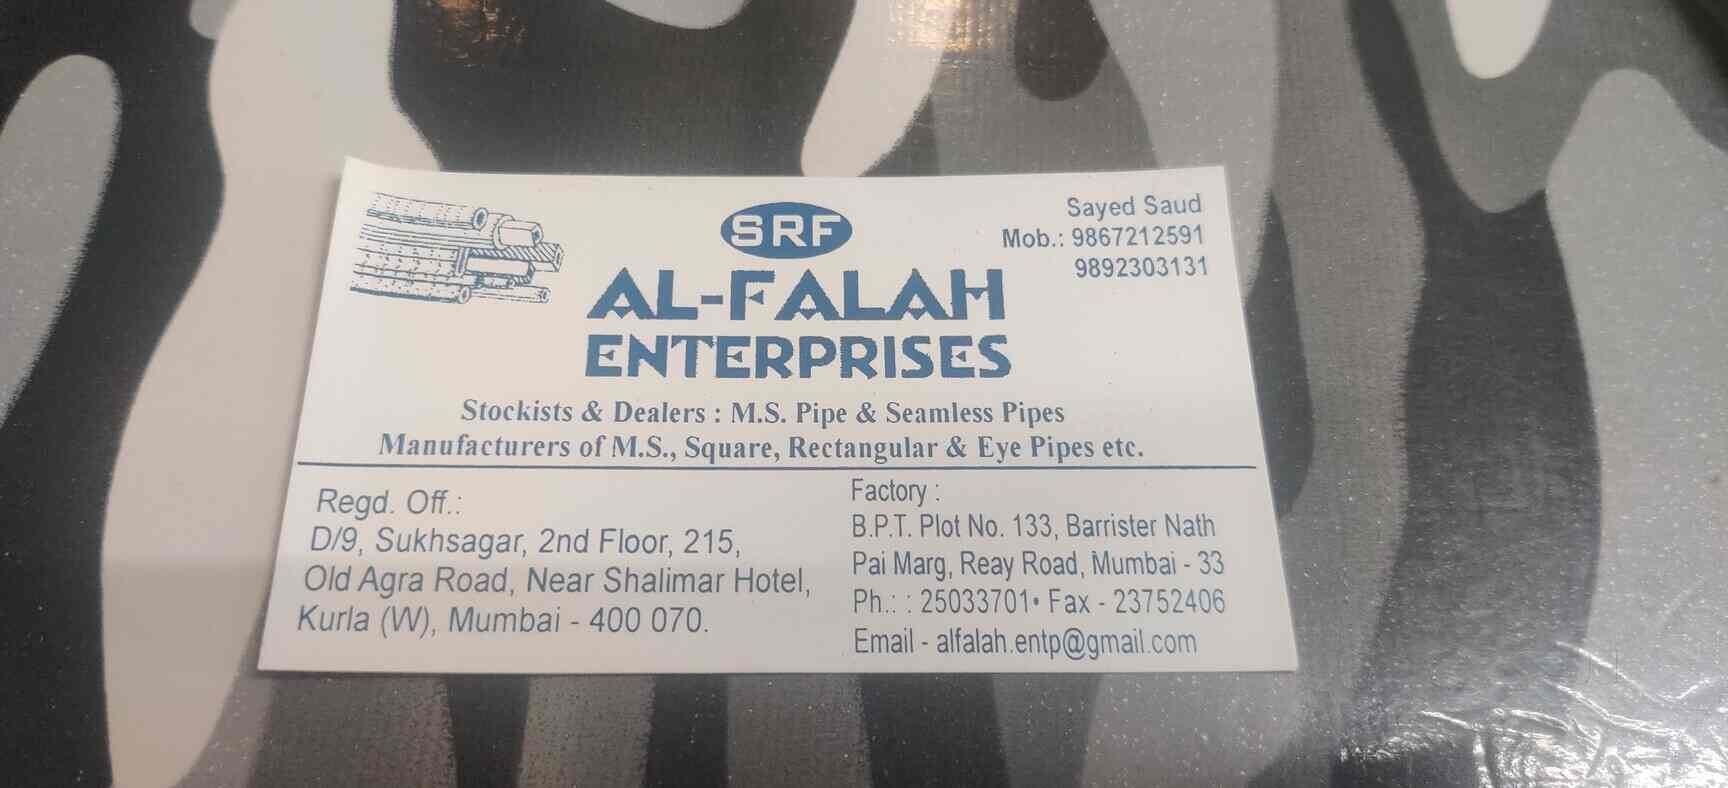 SRF
Sayed Saud
Mob.: 9867212591
9892303131
AL-FALAH
ENTERPRISES
Stockists & Dealers : M.S. Pipe & Seamless Pipes
Manufacturers of M.S., Square, Rectangular & Eye Pipes etc.
Regd. Off.:
D/9, Sukhsagar, 2nd Floor, 215,
Old Agra Road, Near Shalimar Hotel,
Kurla (W), Mumbai - 400 070.
Factory :
B.P.T. Plot No. 133, Barrister Nath
Pai Marg, Reay Road, Mumbai - 33
Ph.: : 25033701• Fax - 23752406
Email - alfalah.entp@gmail.com